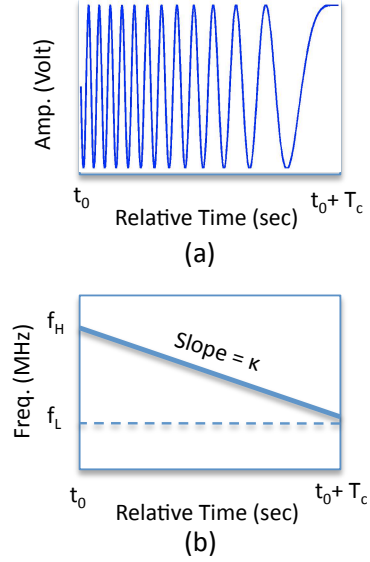 Amp. (Volt)
t0
t0+ Tc
Relative Time (sec)
(a)
fH
Slope = κ
Freq. (MHz)
fL
t0
t0+ Tc
Relative Time (sec)
(b)